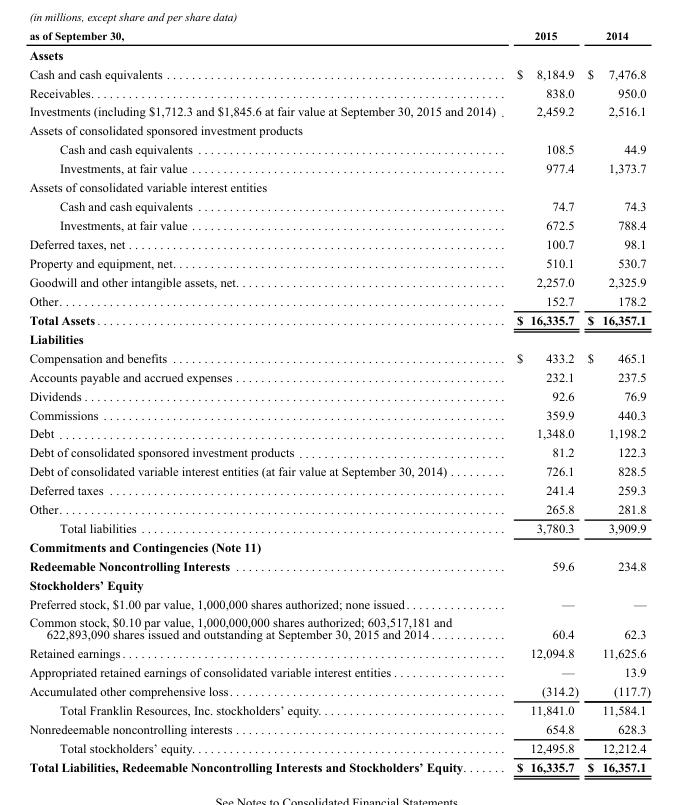 (in millions, except share and per share data)
as of September 30, 2015 2014
Assets
Cash and cash equivalents $ 8,184.9 $ 7,476.8
Receivables 838.0 950.0
Investments (including $1,712.3 and $1,845.6 at fair value at September 30, 2015 and 2014) 2,459.2 2,516.1
Assets of consolidated sponsored investment products
Cash and cash equivalents 108.5 44.9
Investments, at fair value 977.4 1,373.7
Assets of consolidated variable interest entities
Cash and cash equivalents 74.7 74.3
Investments, at fair value 672.5 788.4
Deferred taxes, net 100.7 98.1
Property and equipment, net 510.1 530.7
Goodwill and other intangible assets, net 2,257.0 2,325.9
Other 152.7 178.2
Total Assets $ 16,335.7 $ 16,357.1
Liabilities
Compensation and benefits $ 433.2 $ 465.1
Accounts payable and accrued expenses 232.1 237.5
Dividends 92.6 76.9
Commissions 359.9 440.3
Debt 1,348.0 1,198.2
Debt of consolidated sponsored investment products 81.2 122.3
Debt of consolidated variable interest entities (at fair value at September 30, 2014) 726.1 828.5
Deferred taxes 241.4 259.3
Other 265.8 281.8
Total liabilities 3,780.3 3,909.9
Commitments and Contingencies (Note 11)
Redeemable Noncontrolling Interests 59.6 234.8
Stockholders' Equity
Preferred stock, $1.00 par value, 1,000,000 shares authorized; none issued — —
Common stock, $0.10 par value, 1,000,000,000 shares authorized; 603,517,181 and
622,893,090 shares issued and outstanding at September 30, 2015 and 2014 60.4 62.3
Retained earnings 12,094.8 11,625.6
Appropriated retained earnings of consolidated variable interest entities — 13.9
Accumulated other comprehensive loss (314.2) (117.7)
Total Franklin Resources, Inc. stockholders' equity 11,841.0 11,584.1
Nonredeemable noncontrolling interests 654.8 628.3
Total stockholders' equity 12,495.8 12,212.4
Total Liabilities, Redeemable Noncontrolling Interests and Stockholders' Equity $ 16,335.7 $ 16,357.1
See Notes to Consolidated Financial Statements